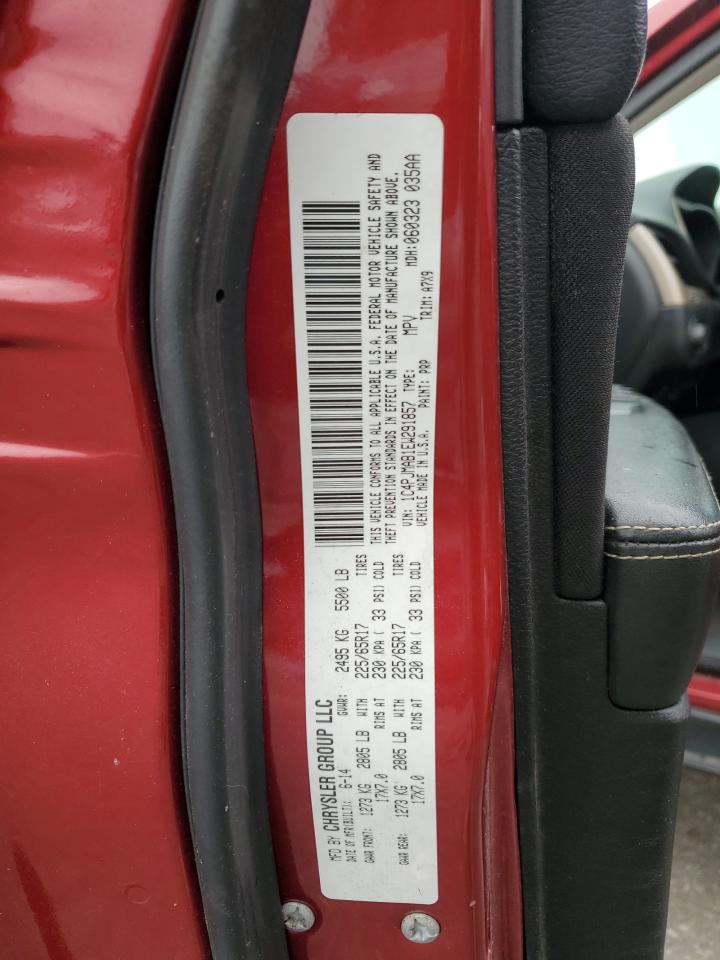 MFD BY CHRYSLER GROUP LLC
DATE OF MFR(BUILT): 6-14 GVWR: 2495 KG 5500 LB
GAWR FRONT: 1273 KG 2805 LB WITH 225/65R17 TIRES
17X7.0 RIMS AT 230 KPA ( 33 PSI) COLD
GAWR REAR: 1273 KG 2805 LB WITH 225/65R17 TIRES
17X7.0 RIMS AT 230 KPA ( 33 PSI) COLD
THIS VEHICLE CONFORMS TO ALL APPLICABLE U.S.A. FEDERAL MOTOR VEHICLE SAFETY AND
THEFT PREVENTION STANDARDS IN EFFECT ON THE DATE OF MANUFACTURE SHOWN ABOVE.
VIN: 1C4PJMAB1EW291857 TYPE: MPV MDH:060323 035AA
VEHICLE MADE IN U.S.A. PAINT: PRP TRIM: A7X9